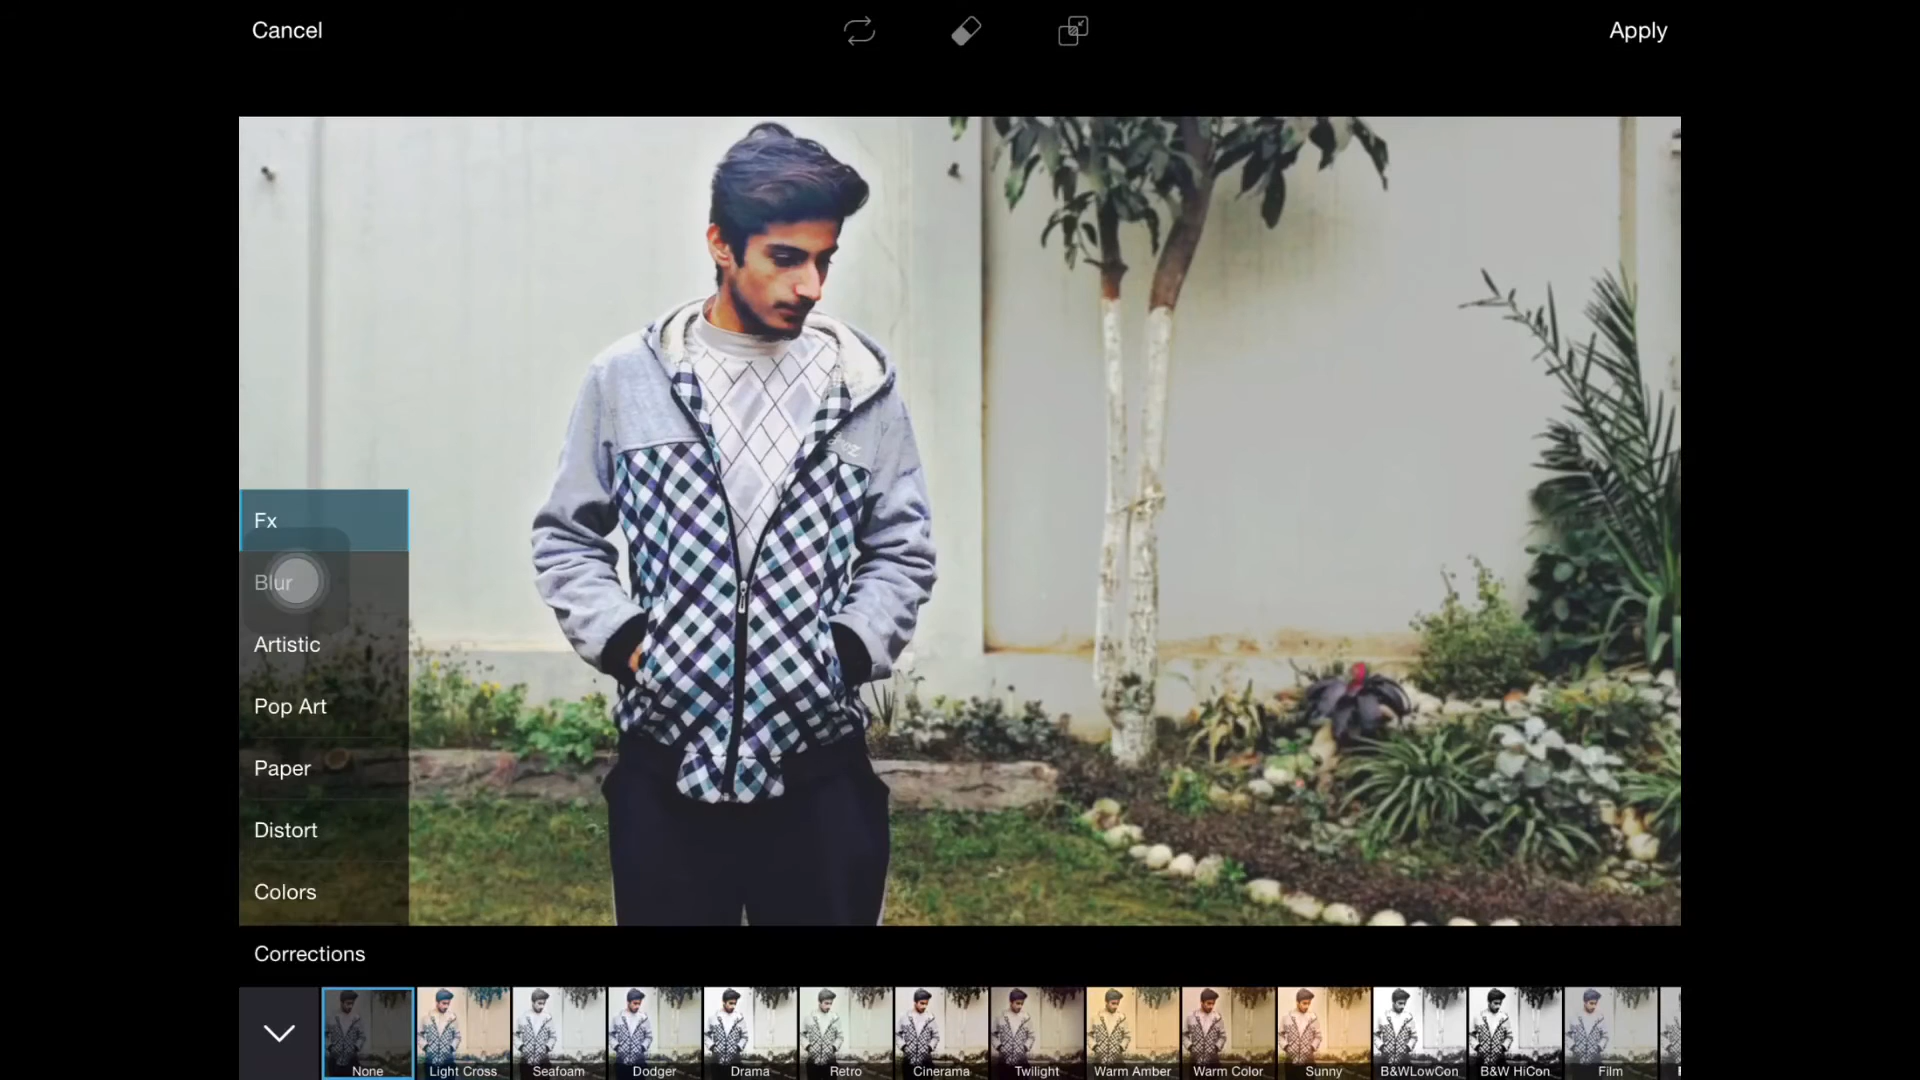 Cancel
Apply
Fx
Blur
Artistic
Pop Art
Paper
Distort
Colors
Corrections
None
Light Cross
Seafoam
Dodger
Drama
Retro
Cinerama
Twilight
Warm Amber
Warm Color
Sunny
B&WLowCon
B&W HiCon
Film